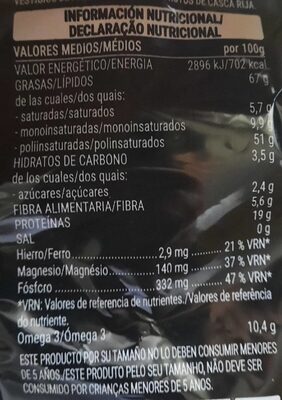 FRUTOS DE CÁSCA RIJA.
INFORMACIÓN NUTRICIONAL/
DECLARAÇÃO NUTRICIONAL
VALORES MEDIOS/MÉDIOS por 100g
VALOR ENERGÉTICO/ENERGIA 2896 kJ/702 kcal
GRASAS/LÍPIDOS 67 g
de las cuales/dos quais:
- saturadas/saturados 5,7 g
- monoinsaturadas/monoinsaturados 9,9 g
- poliinsaturadas/polinsaturados 51 g
HIDRATOS DE CARBONO 3,5 g
de los cuales/dos quais:
- azúcares/açúcares 2,4 g
FIBRA ALIMENTARIA/FIBRA 5,6 g
PROTEÍNAS 19 g
SAL 0 g
Hierro/Ferro 2,9 mg 21 % VRN*
Magnesio/Magnésio 140 mg 37 % VRN*
Fósforo 332 mg 47 % VRN*
*VRN: Valores de referencia de nutrientes./Valores de referência
do nutriente.
Omega 3/Ómega 3 10,4 g
ESTE PRODUCTO POR SU TAMAÑO NO LO DEBEN CONSUMIR MENORES
DE 5 AÑOS./ESTE PRODUTO PELO SEU TAMANHO, NÃO DEVE SER
CONSUMIDO POR CRIANÇAS MENORES DE 5 ANOS.